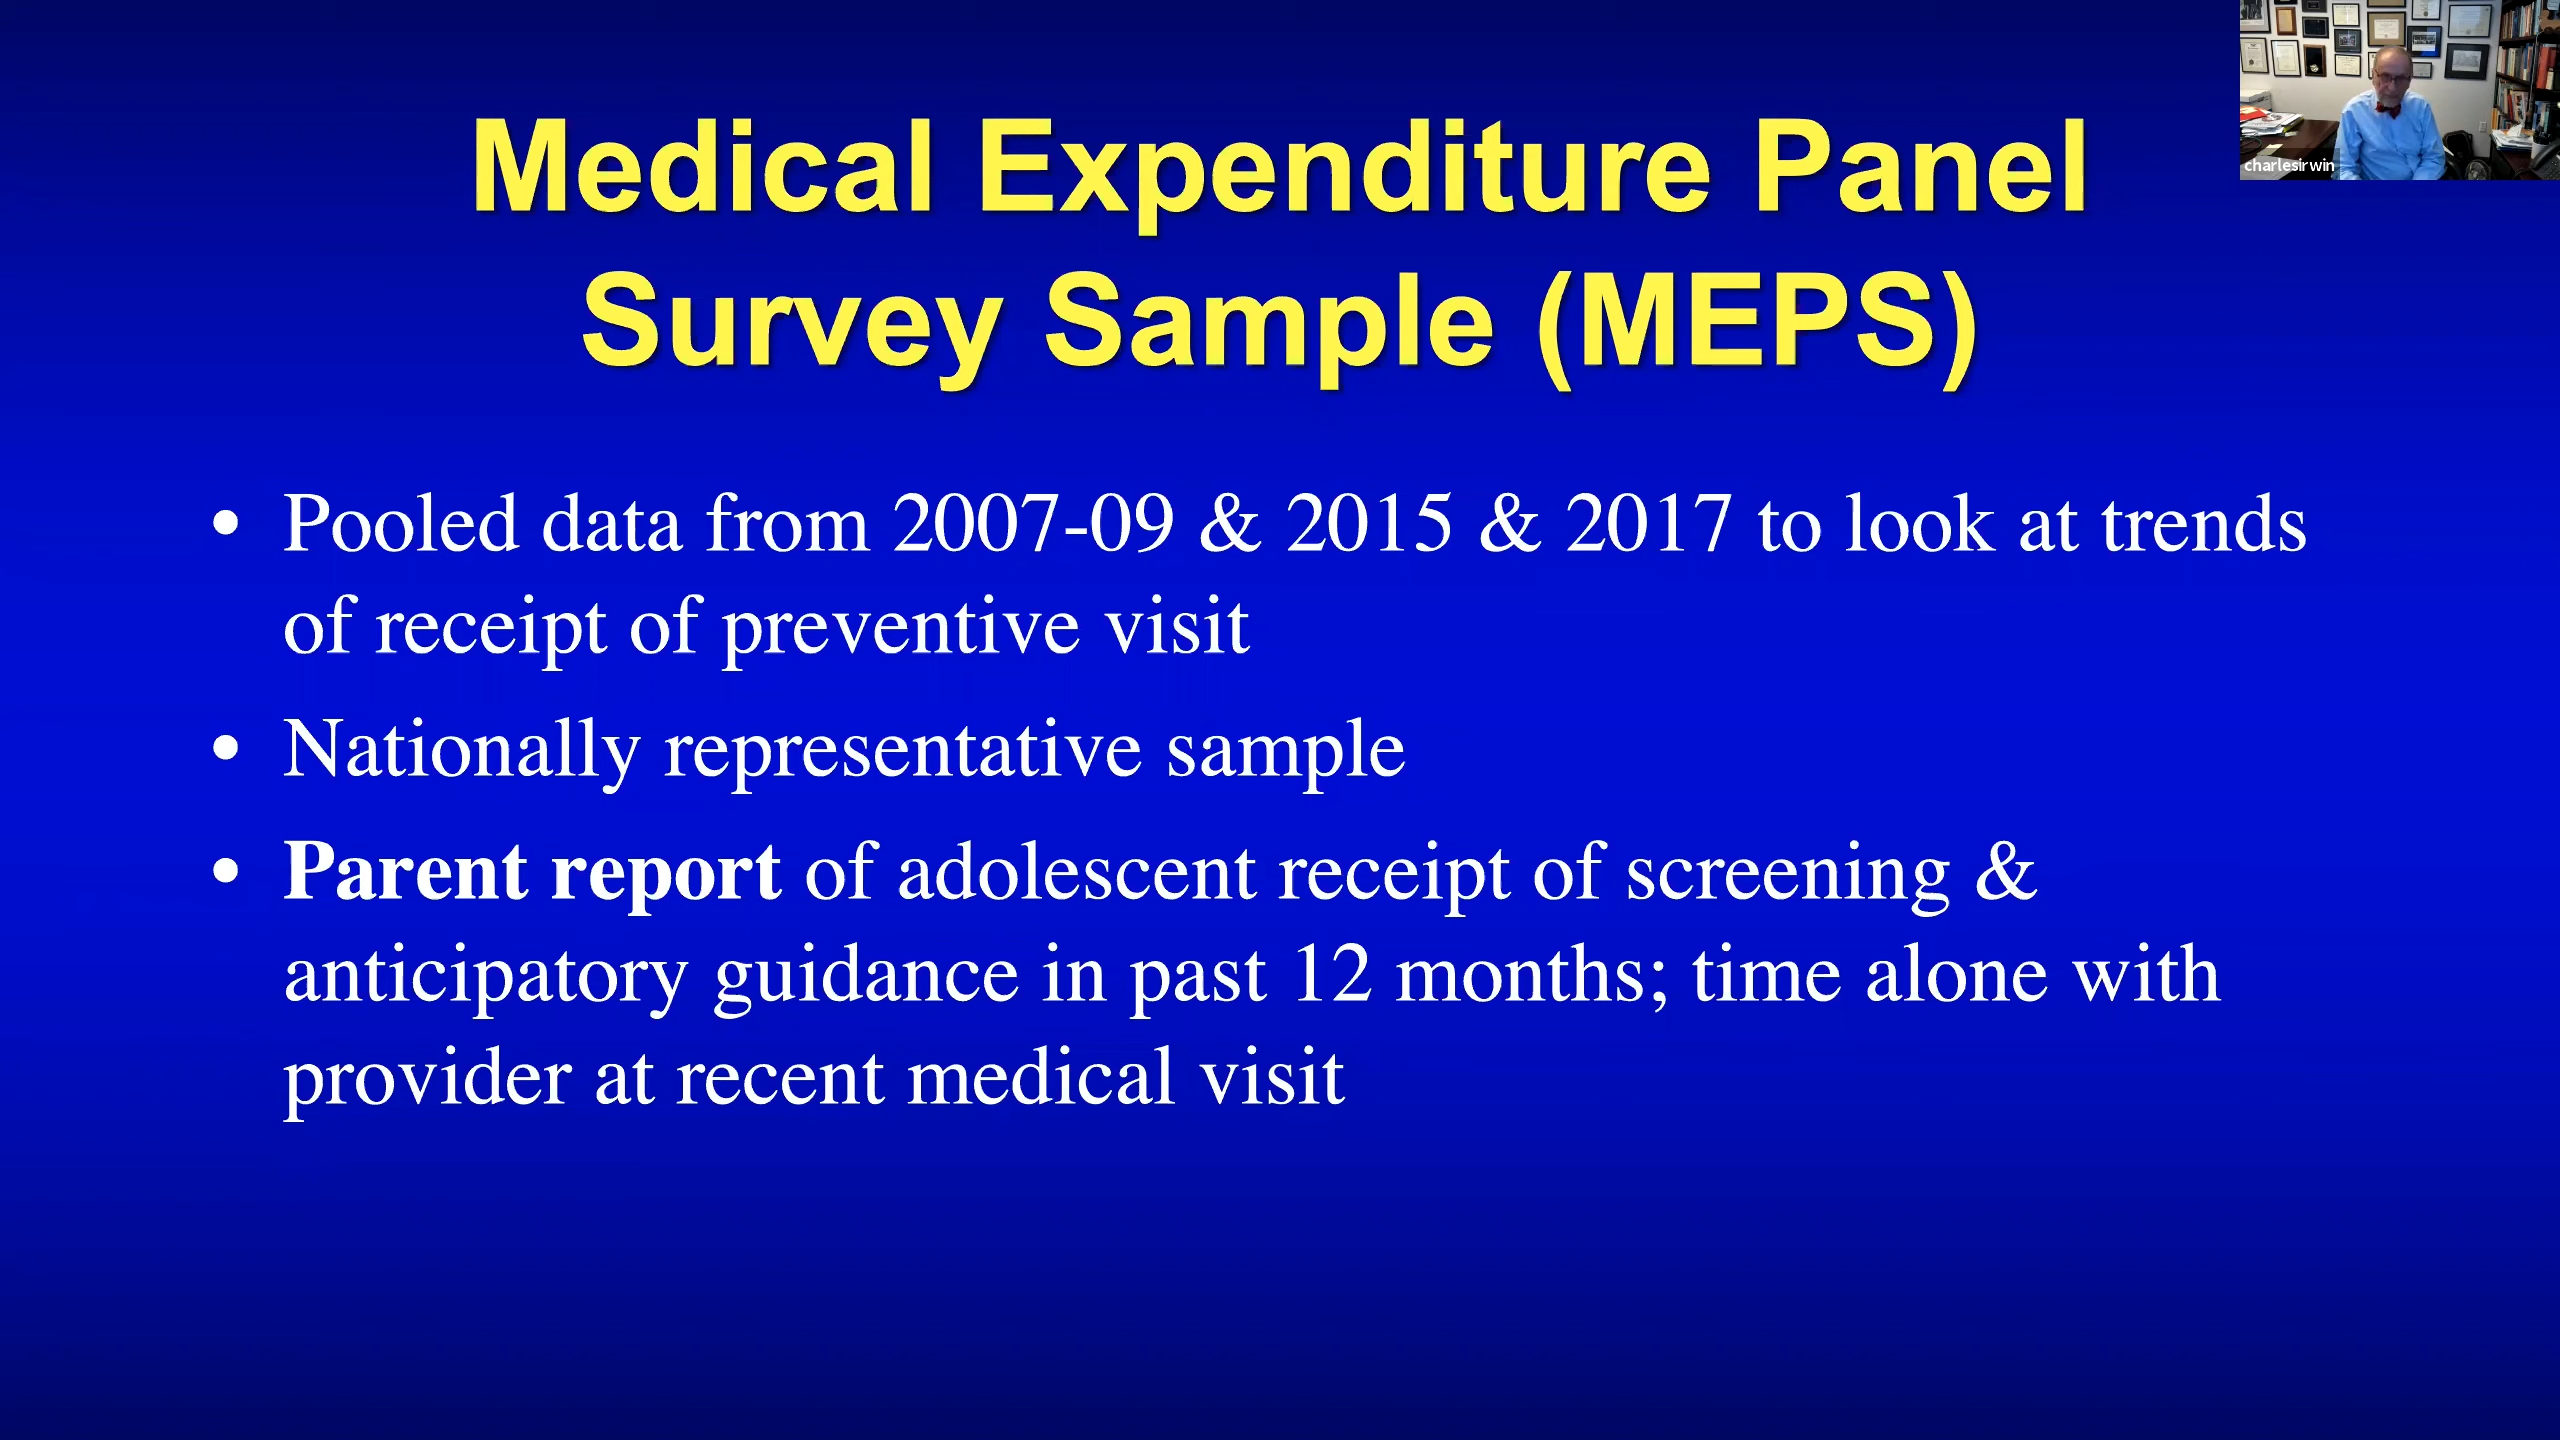 Medical Expenditure Panel
Survey Sample (MEPS)
charlesirwin
• Pooled data from 2007-09 & 2015 & 2017 to look at trends
of receipt of preventive visit
• Nationally representative sample
• Parent report of adolescent receipt of screening &
anticipatory guidance in past 12 months; time alone with
provider at recent medical visit